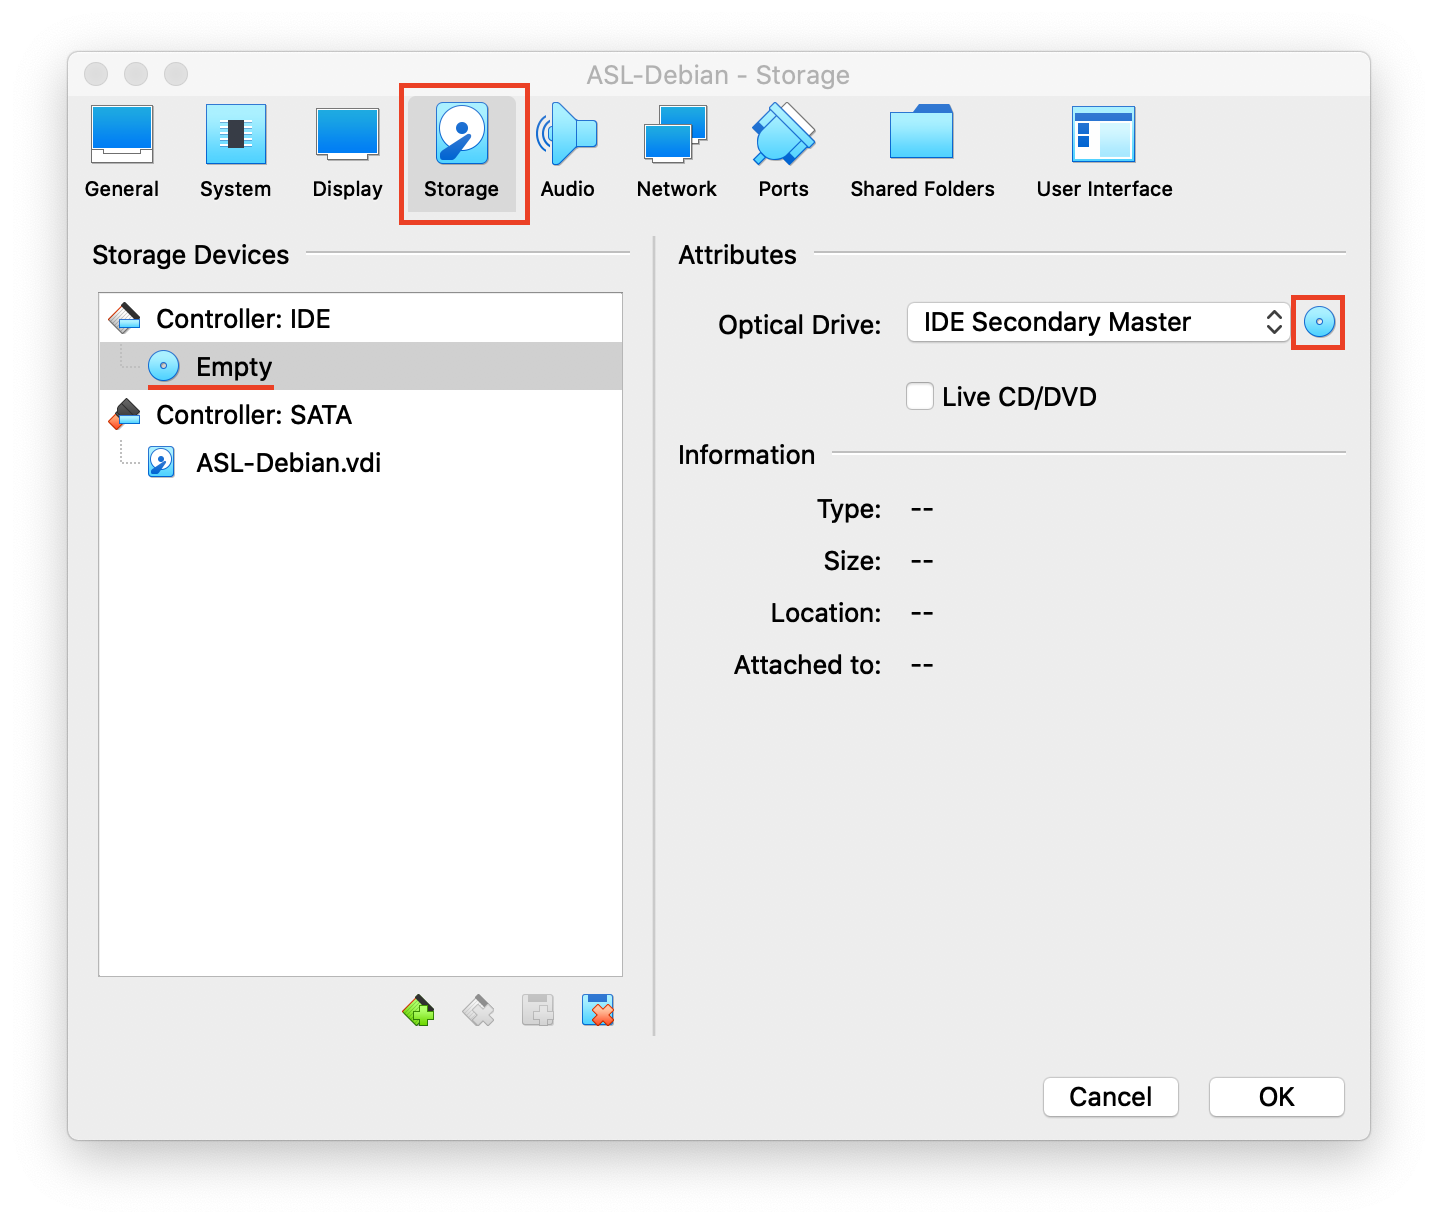 ASL-Debian - Storage
General
System
Display
Storage
Audio
Network
Ports
Shared Folders
User Interface
Storage Devices
Controller: IDE
Empty
Controller: SATA
ASL-Debian.vdi
Attributes
Optical Drive: IDE Secondary Master
Live CD/DVD
Information
Type: --
Size: --
Location: --
Attached to: --
Cancel
OK